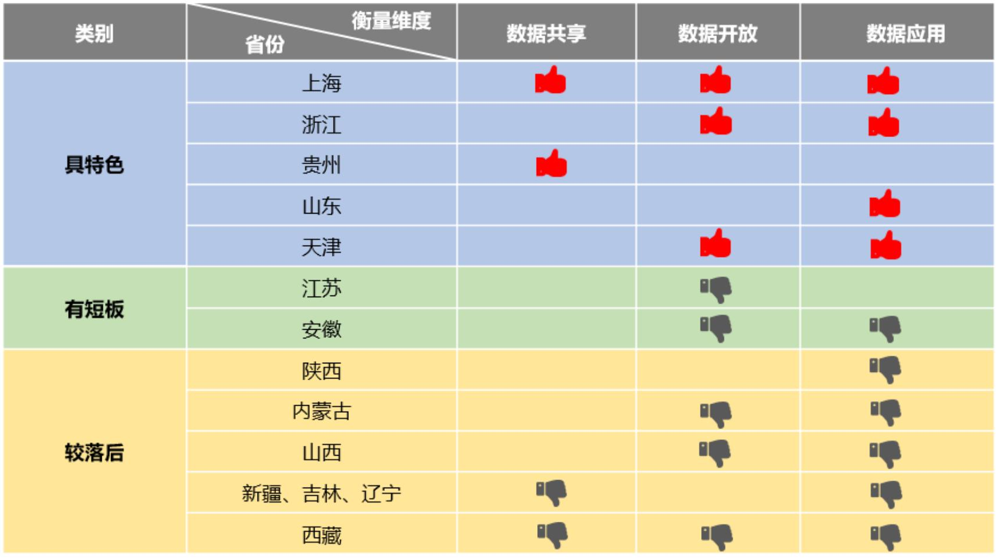 类别
衡量维度
省份
数据共享
数据开放
数据应用
具特色
上海
浙江
贵州
山东
天津
有短板
江苏
安徽
较落后
陕西
内蒙古
山西
新疆、吉林、辽宁
西藏